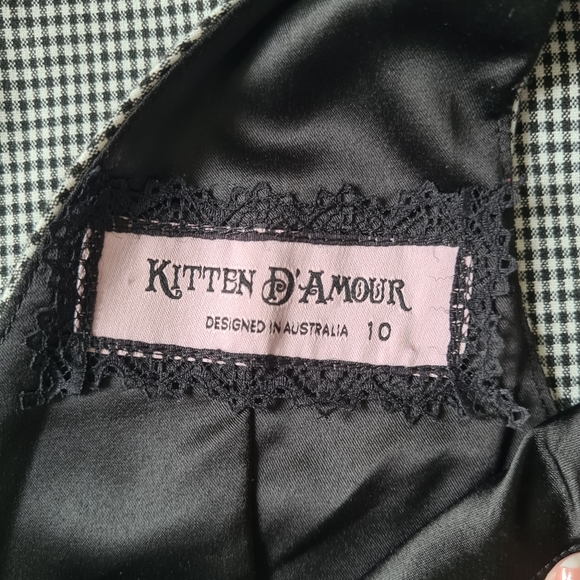 KITTEN D'AMOUR
DESIGNED IN AUSTRALIA 10